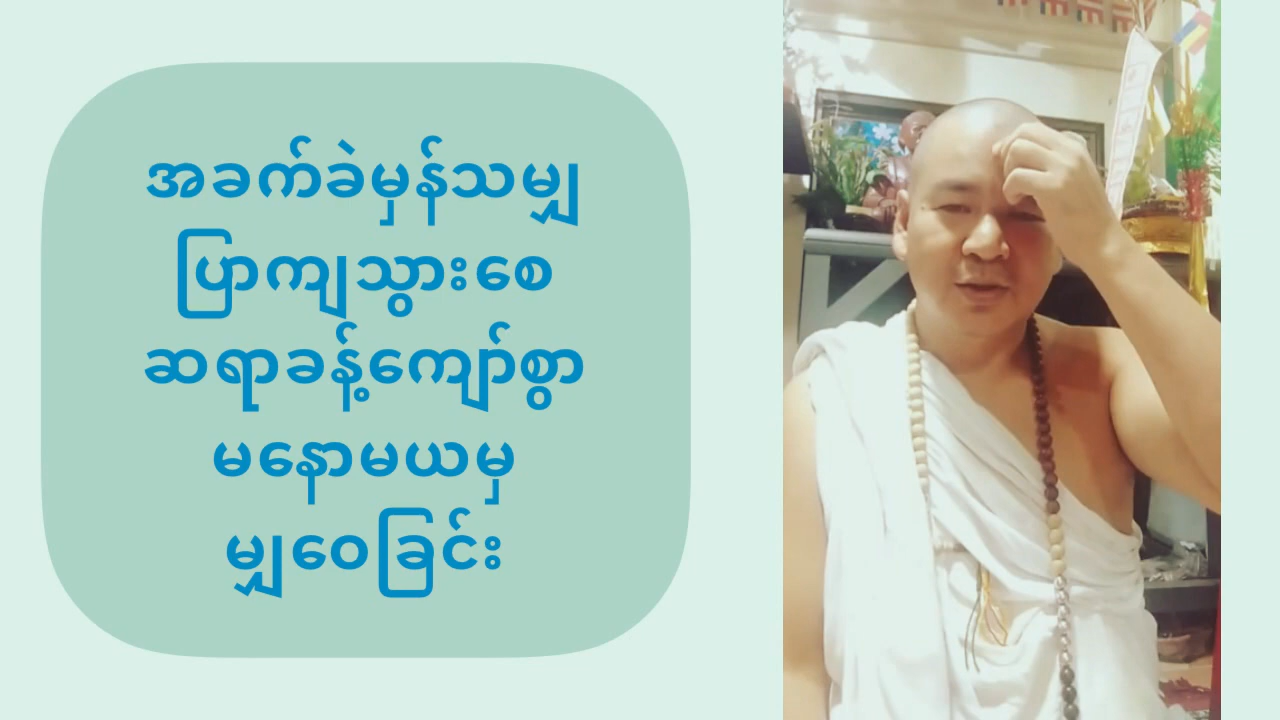 အခက်ခဲမှန်သမျှ
ပြာကျသွားစေ
ဆရာခန့်ကျော်စွာ
မနောမယမှ
မျှဝေခြင်း